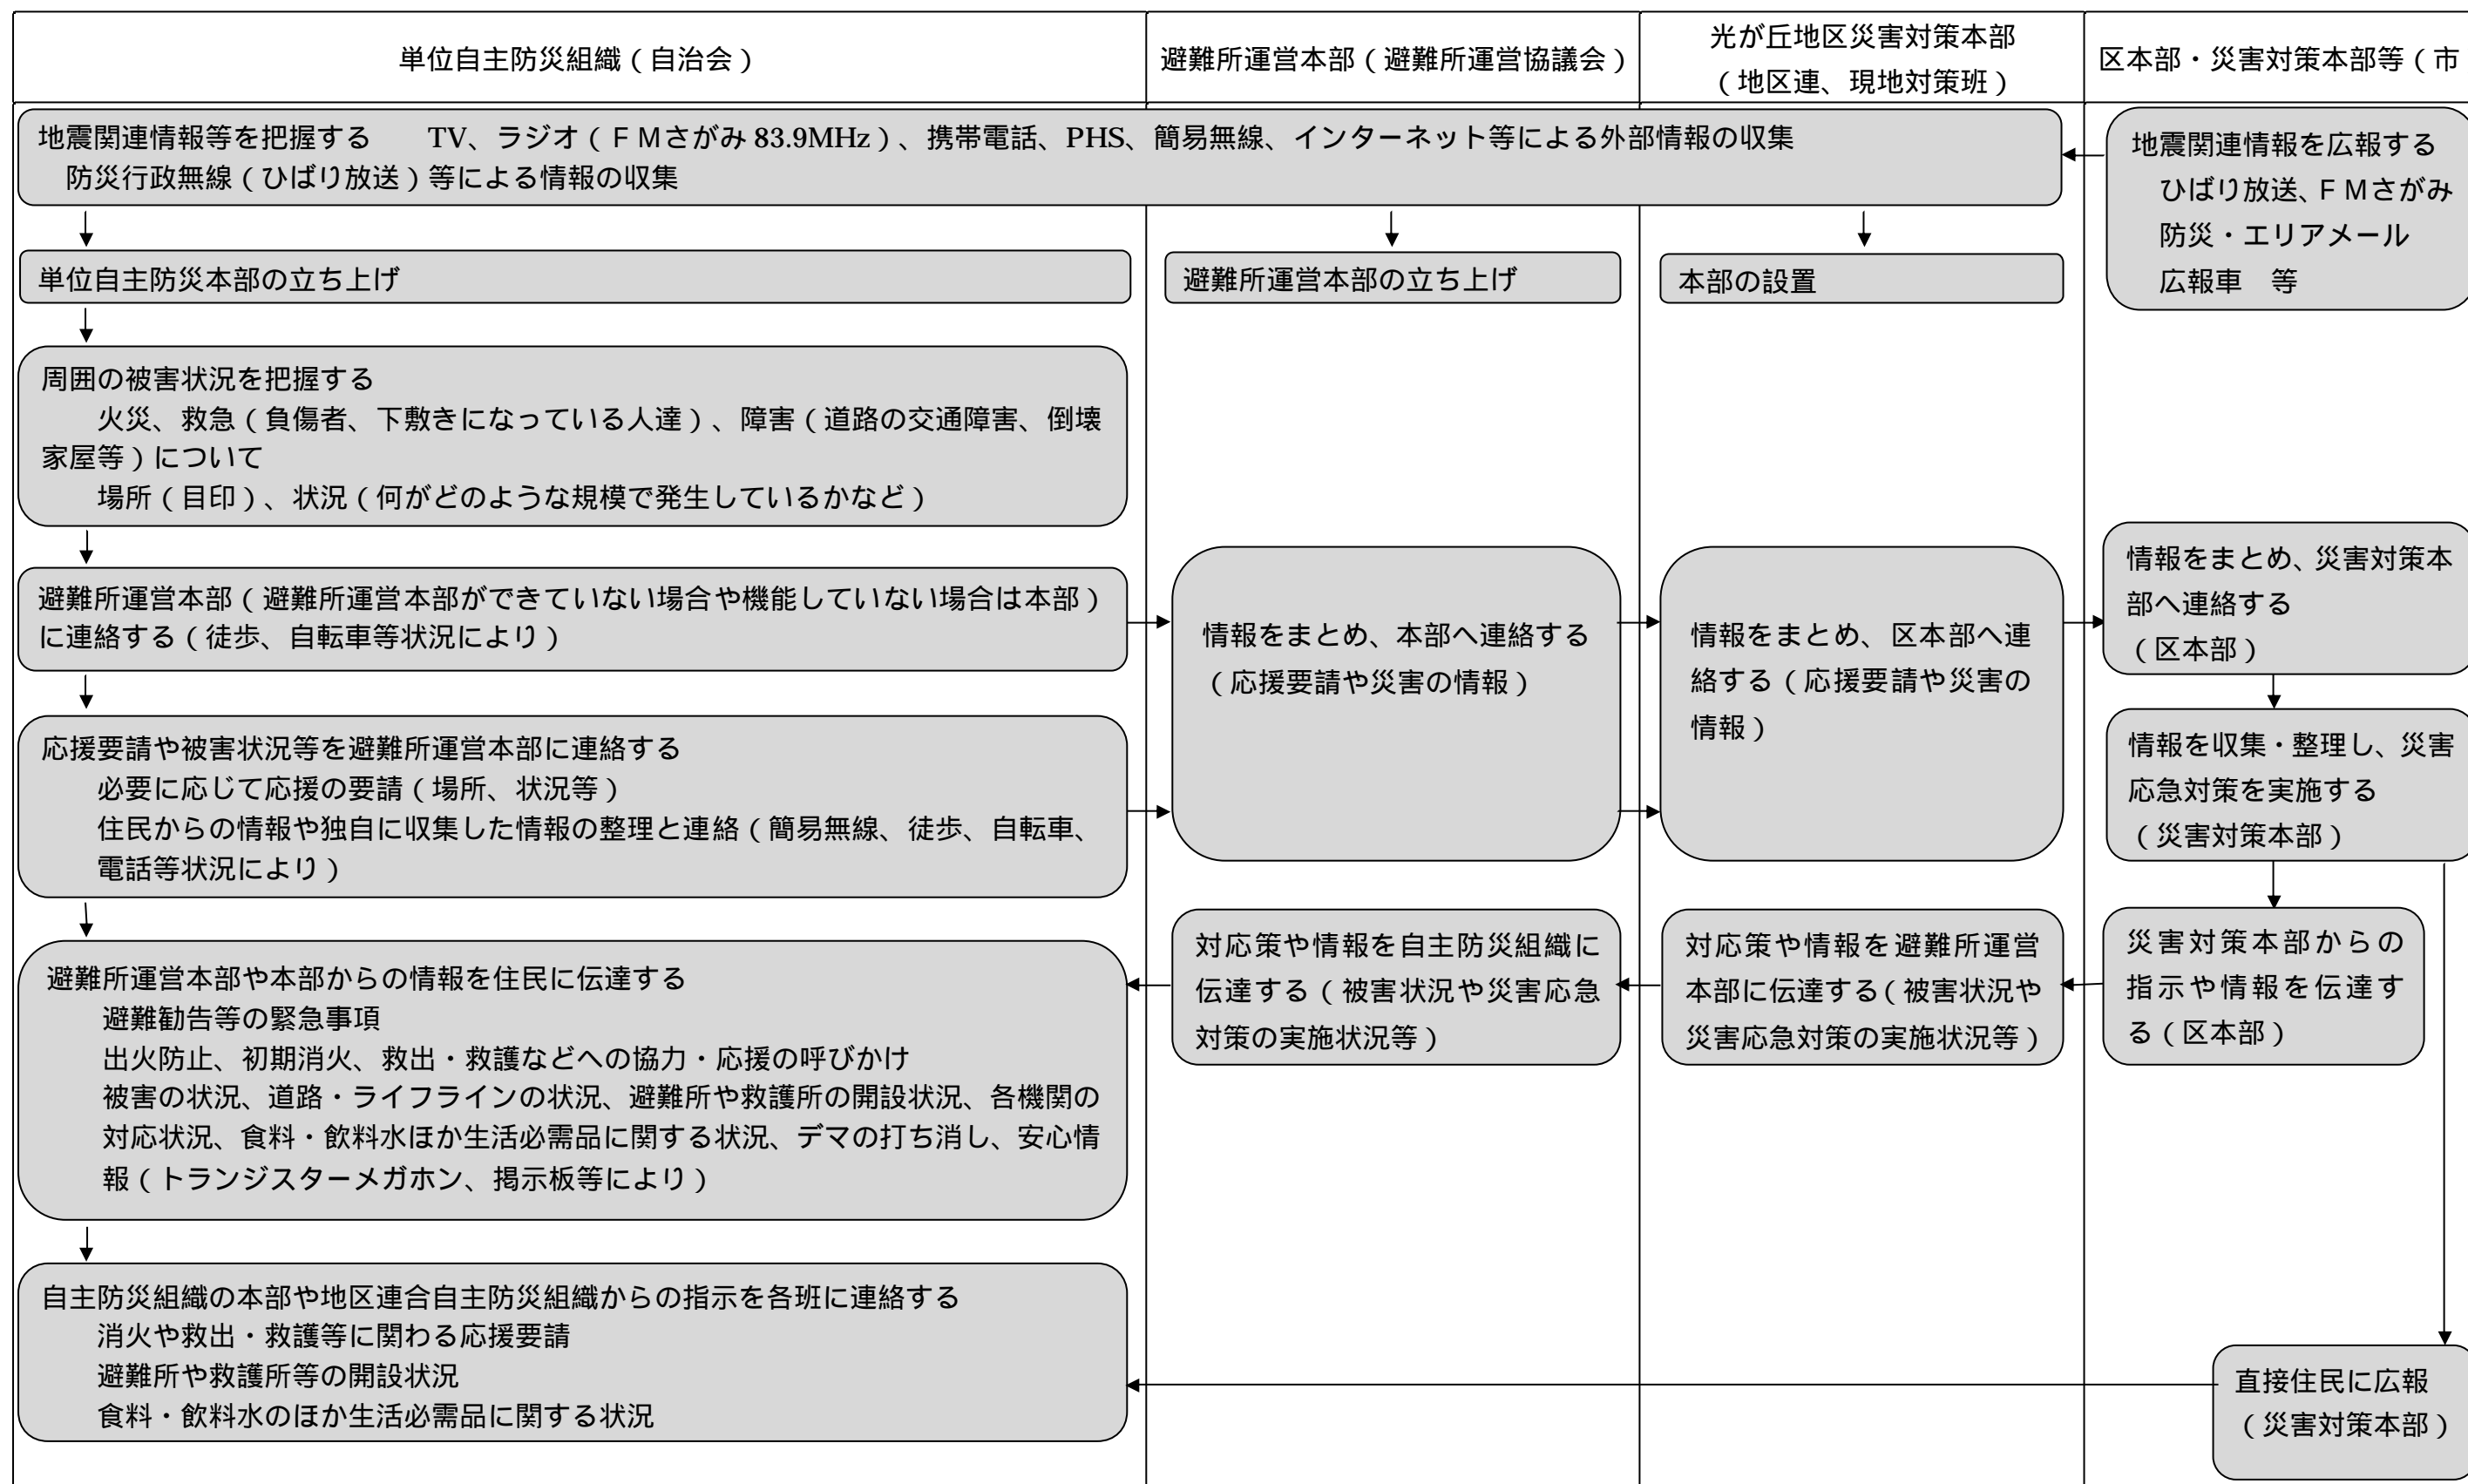 単位自主防災組織（自治会）
避難所運営本部（避難所運営協議会）
光が丘地区災害対策本部
（地区連、現地対策班）
区本部・災害対策本部等（市
地震関連情報等を把握する　　TV、ラジオ（ＦＭさがみ 83.9MHz）、携帯電話、PHS、簡易無線、インターネット等による外部情報の収集
防災行政無線（ひばり放送）等による情報の収集
地震関連情報を広報する
ひばり放送、ＦＭさがみ
防災・エリアメール
広報車　等
単位自主防災本部の立ち上げ
避難所運営本部の立ち上げ
本部の設置
周囲の被害状況を把握する
火災、救急（負傷者、下敷きになっている人達）、障害（道路の交通障害、倒壊
家屋等）について
場所（目印）、状況（何がどのような規模で発生しているかなど）
避難所運営本部（避難所運営本部ができていない場合や機能していない場合は本部）
に連絡する（徒歩、自転車等状況により）
情報をまとめ、本部へ連絡する
（応援要請や災害の情報）
情報をまとめ、区本部へ連
絡する（応援要請や災害の
情報）
情報をまとめ、災害対策本
部へ連絡する
（区本部）
応援要請や被害状況等を避難所運営本部に連絡する
必要に応じて応援の要請（場所、状況等）
住民からの情報や独自に収集した情報の整理と連絡（簡易無線、徒歩、自転車、
電話等状況により）
情報を収集・整理し、災害
応急対策を実施する
（災害対策本部）
避難所運営本部や本部からの情報を住民に伝達する
避難勧告等の緊急事項
出火防止、初期消火、救出・救護などへの協力・応援の呼びかけ
被害の状況、道路・ライフラインの状況、避難所や救護所の開設状況、各機関の
対応状況、食料・飲料水ほか生活必需品に関する状況、デマの打ち消し、安心情
報（トランジスターメガホン、掲示板等により）
対応策や情報を自主防災組織に
伝達する（被害状況や災害応急
対策の実施状況等）
対応策や情報を避難所運営
本部に伝達する（被害状況や
災害応急対策の実施状況等）
災害対策本部からの
指示や情報を伝達す
る（区本部）
自主防災組織の本部や地区連合自主防災組織からの指示を各班に連絡する
消火や救出・救護等に関わる応援要請
避難所や救護所等の開設状況
食料・飲料水のほか生活必需品に関する状況
直接住民に広報
（災害対策本部）